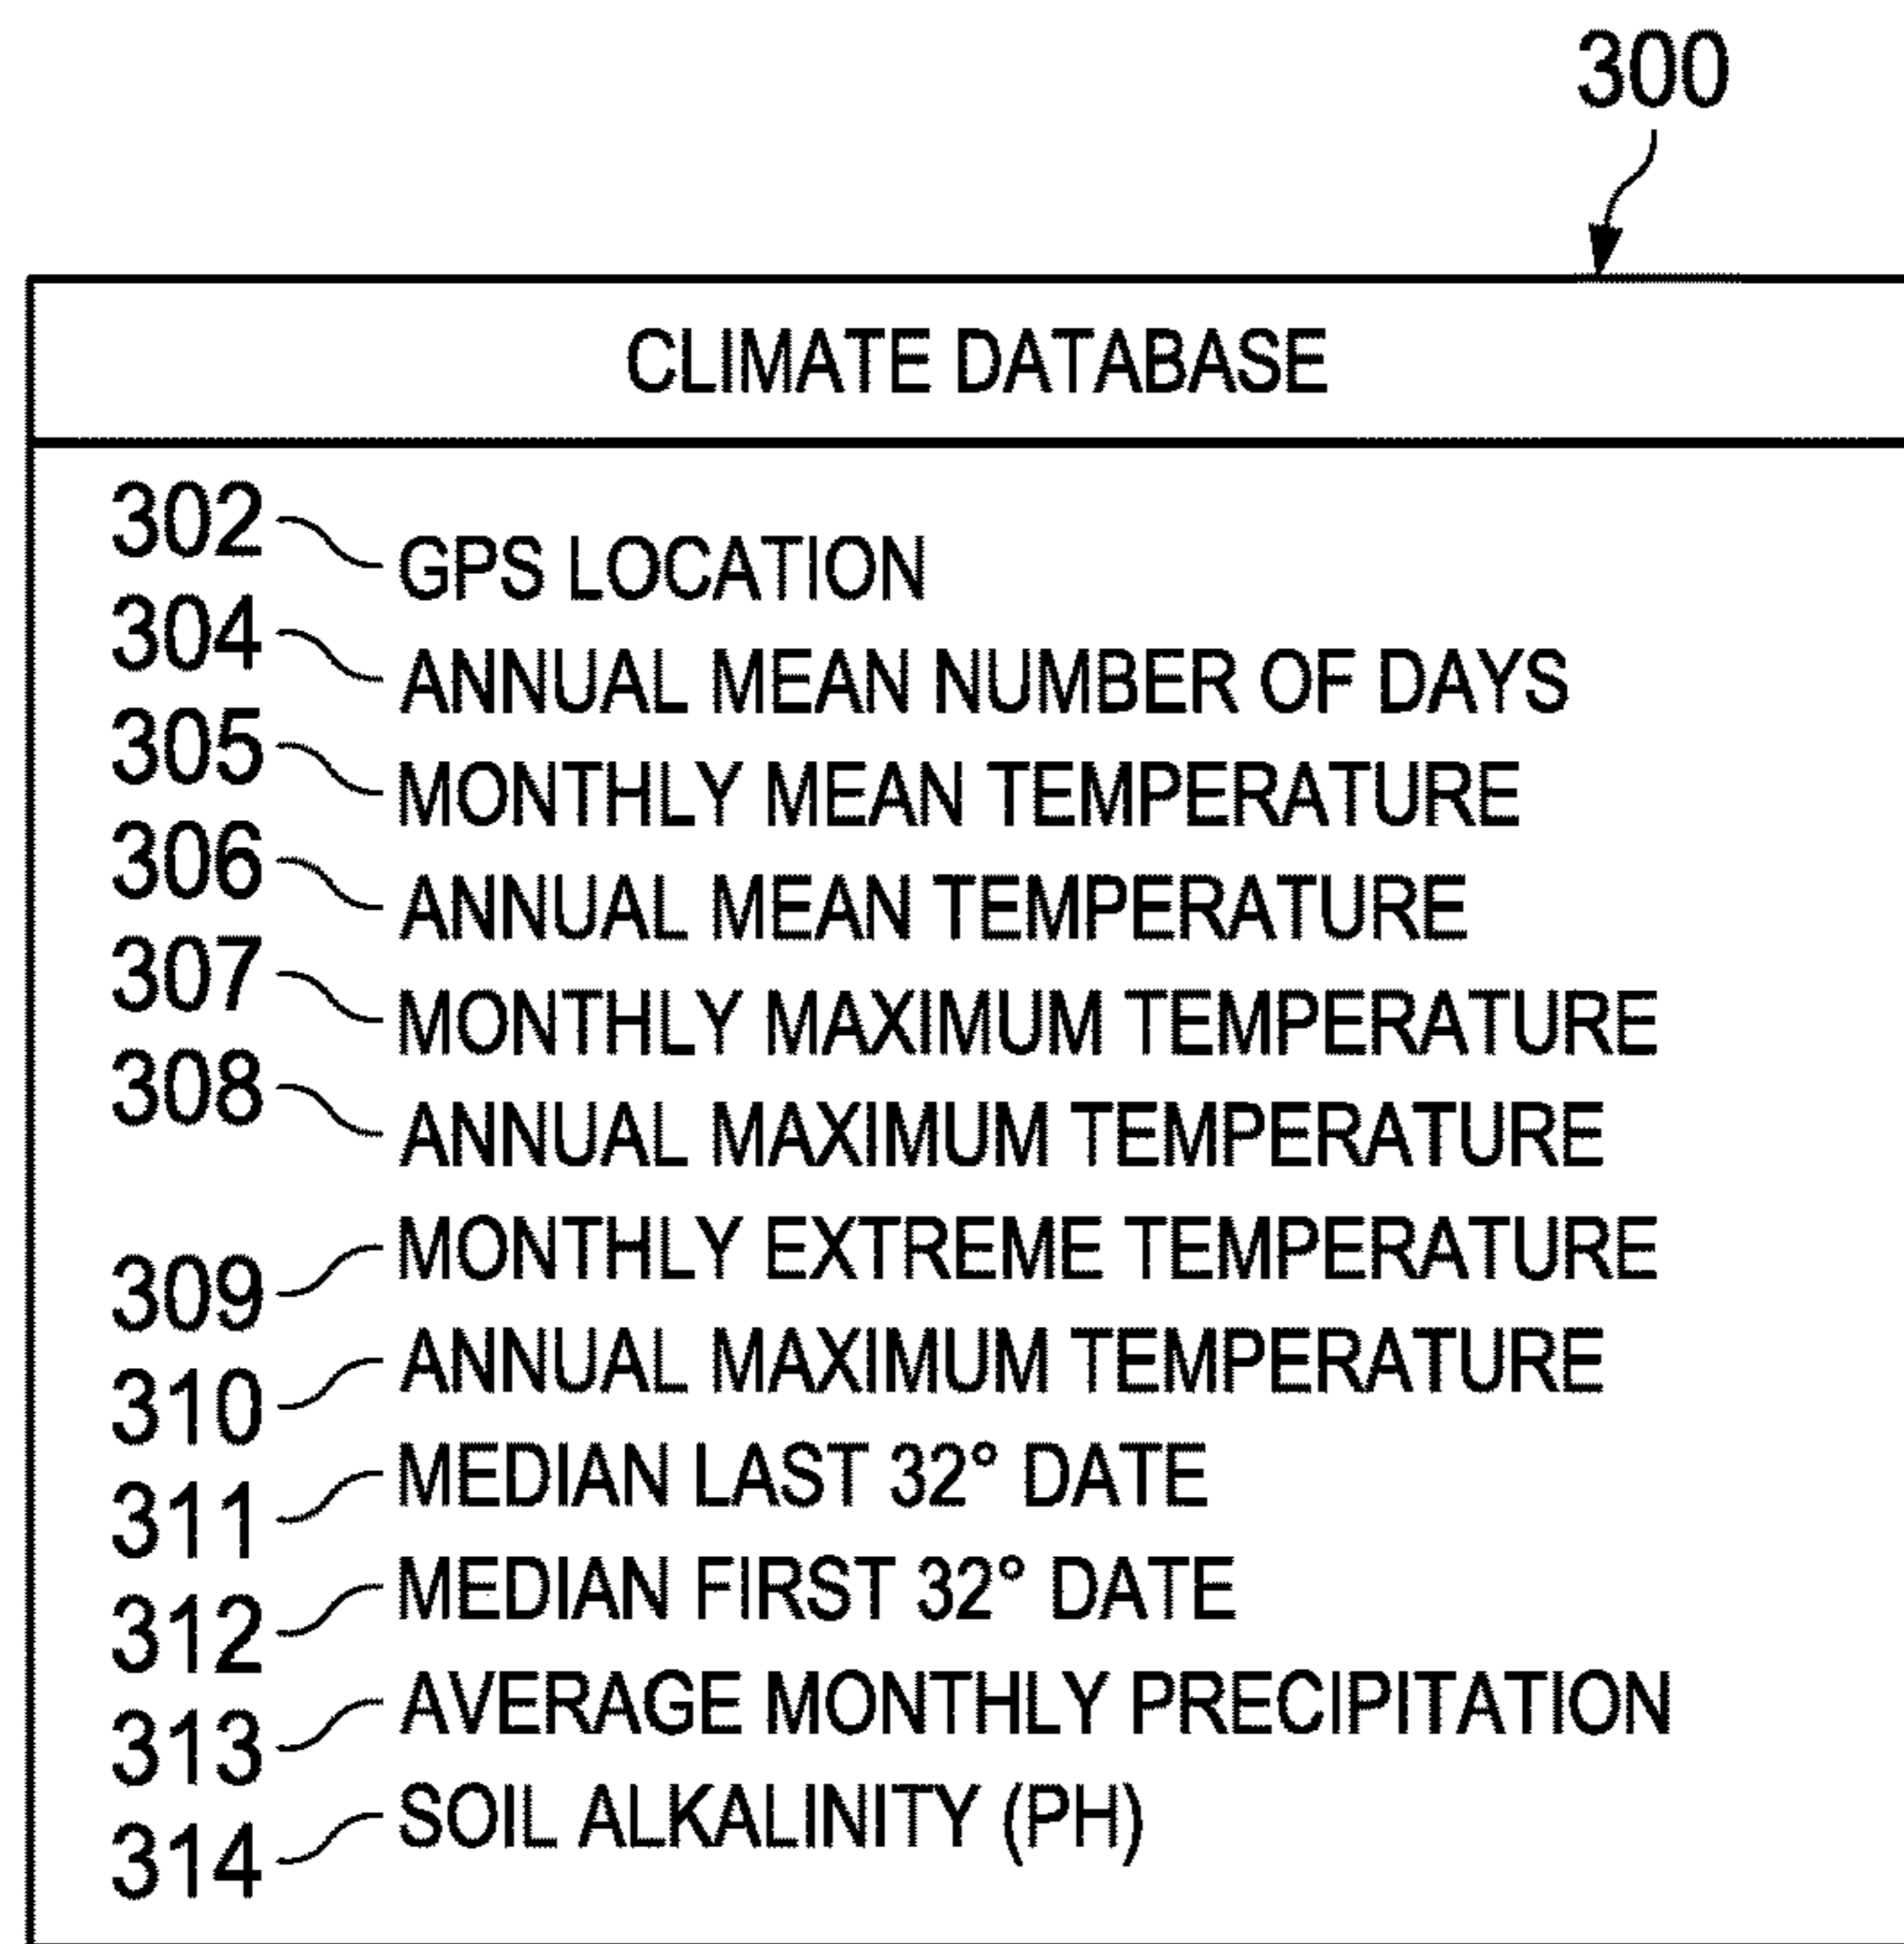 300
CLIMATE DATABASE
302 GPS LOCATION
304 ANNUAL MEAN NUMBER OF DAYS
305 MONTHLY MEAN TEMPERATURE
306 ANNUAL MEAN TEMPERATURE
307 MONTHLY MAXIMUM TEMPERATURE
308 ANNUAL MAXIMUM TEMPERATURE
309 MONTHLY EXTREME TEMPERATURE
310 ANNUAL MAXIMUM TEMPERATURE
311 MEDIAN LAST 32° DATE
312 MEDIAN FIRST 32° DATE
313 AVERAGE MONTHLY PRECIPITATION
314 SOIL ALKALINITY (PH)